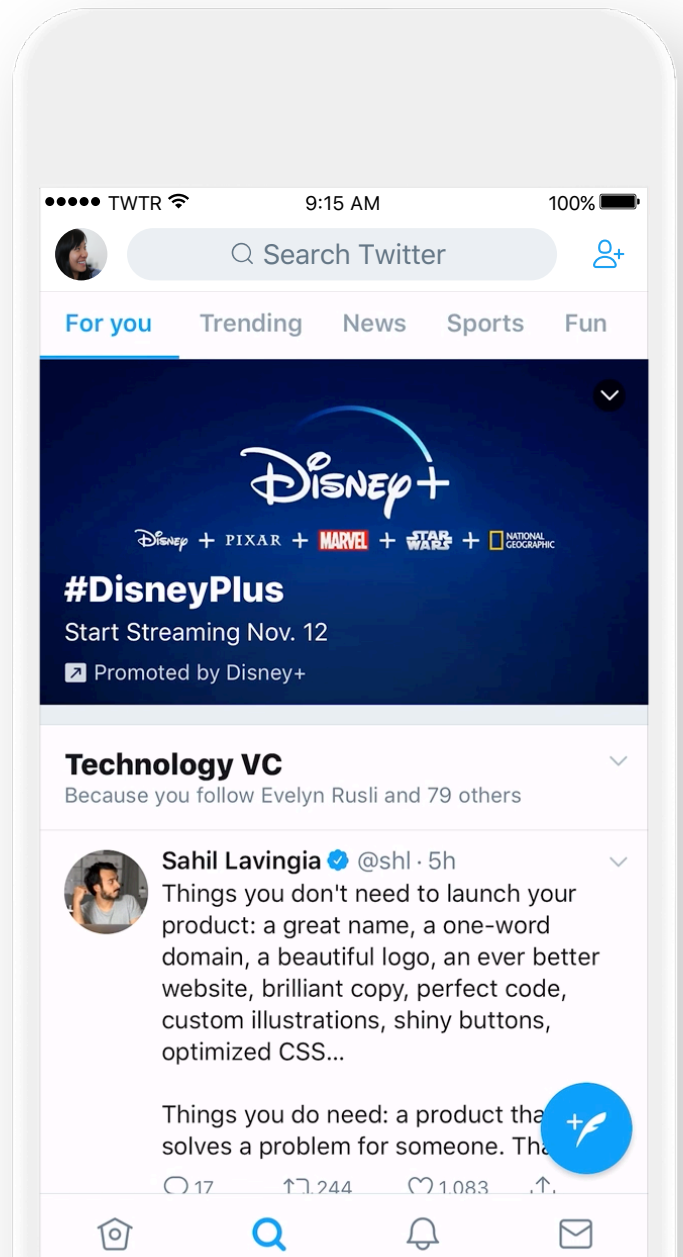 TWTR 9:15 AM 100%
Search Twitter
For you Trending News Sports Fun
Disney+
Disney + PIXAR + MARVEL + STAR WARS + NATIONAL GEOGRAPHIC
#DisneyPlus
Start Streaming Nov. 12
Promoted by Disney+
Technology VC
Because you follow Evelyn Rusli and 79 others
Sahil Lavingia @shl · 5h
Things you don't need to launch your
product: a great name, a one-word
domain, a beautiful logo, an ever better
website, brilliant copy, perfect code,
custom illustrations, shiny buttons,
optimized CSS...
Things you do need: a product
solves a problem for someone.
17 244 1,083